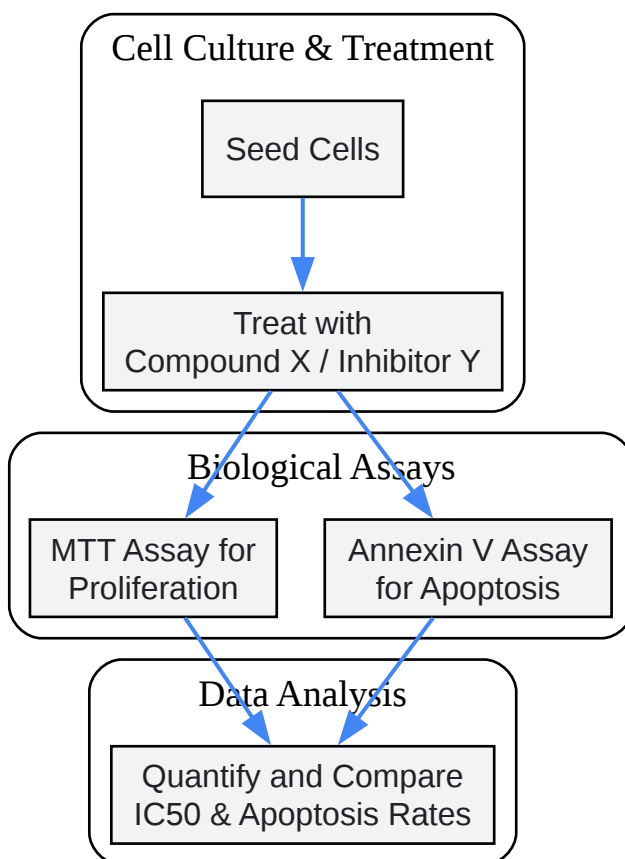 Cell Culture & Treatment
Seed Cells
Treat with
Compound X / Inhibitor Y
Biological Assays
MTT Assay for
Proliferation
Annexin V Assay
for Apoptosis
Data Analysis
Quantify and Compare
IC50 & Apoptosis Rates